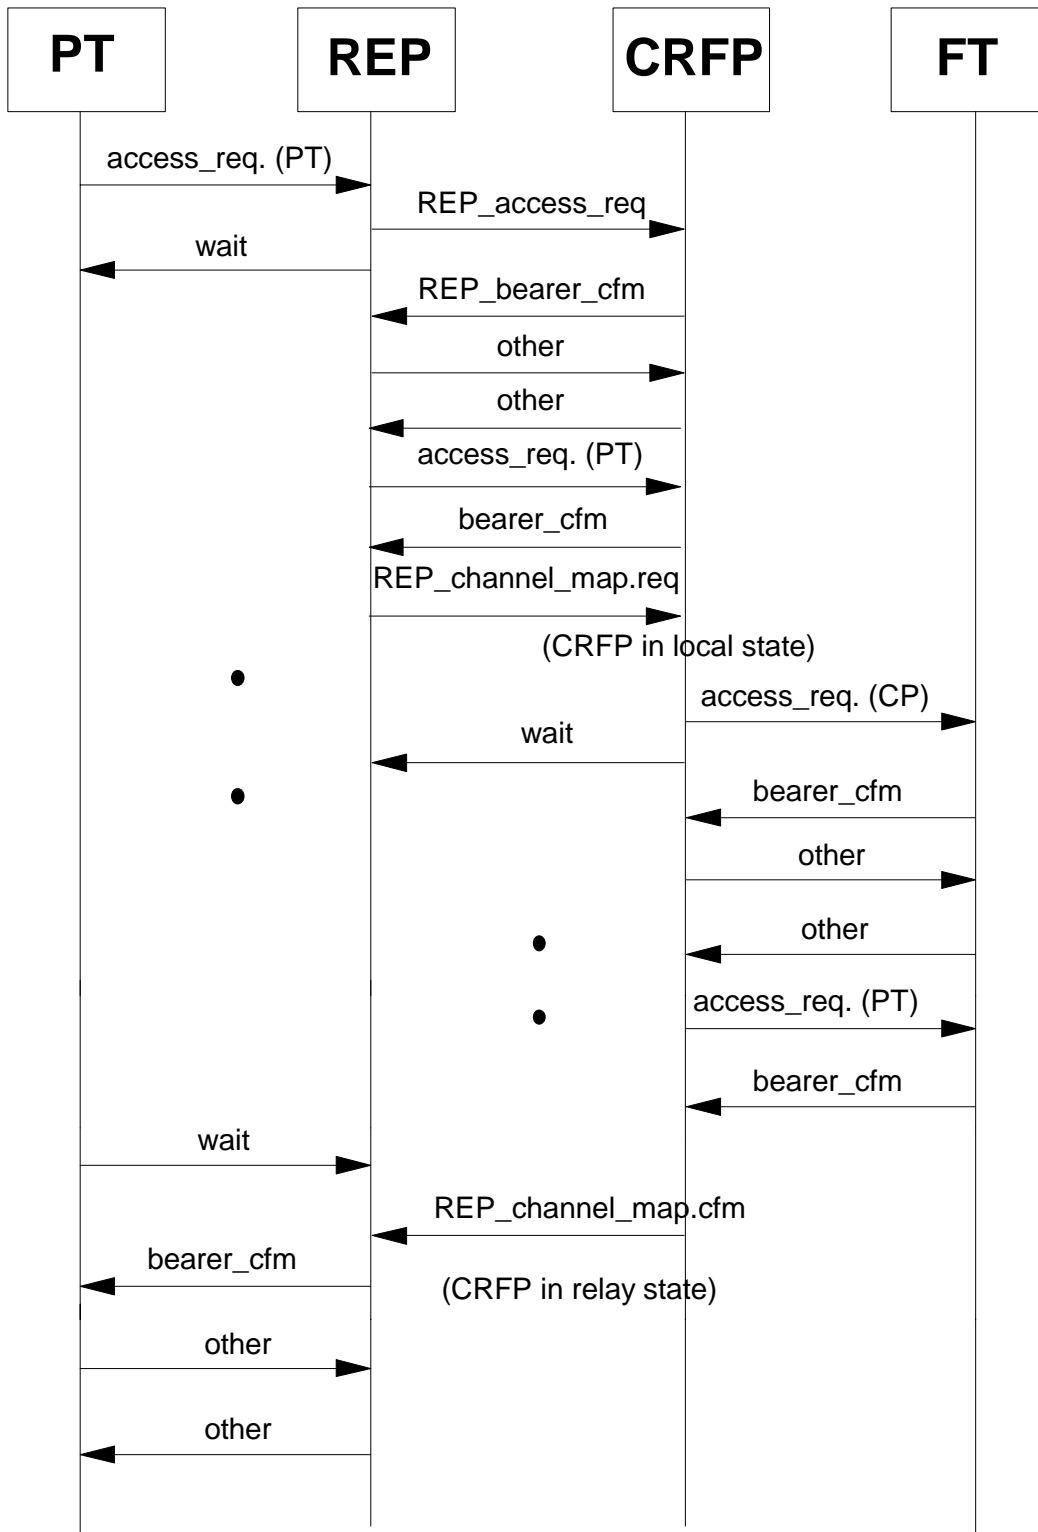 PT
REP
CRFP
FT
access_req. (PT)
REP_access_req
wait
REP_bearer_cfm
other
other
access_req. (PT)
bearer_cfm
REP_channel_map.req
(CRFP in local state)
access_req. (CP)
wait
bearer_cfm
other
other
access_req. (PT)
bearer_cfm
wait
REP_channel_map.cfm
bearer_cfm
(CRFP in relay state)
other
other